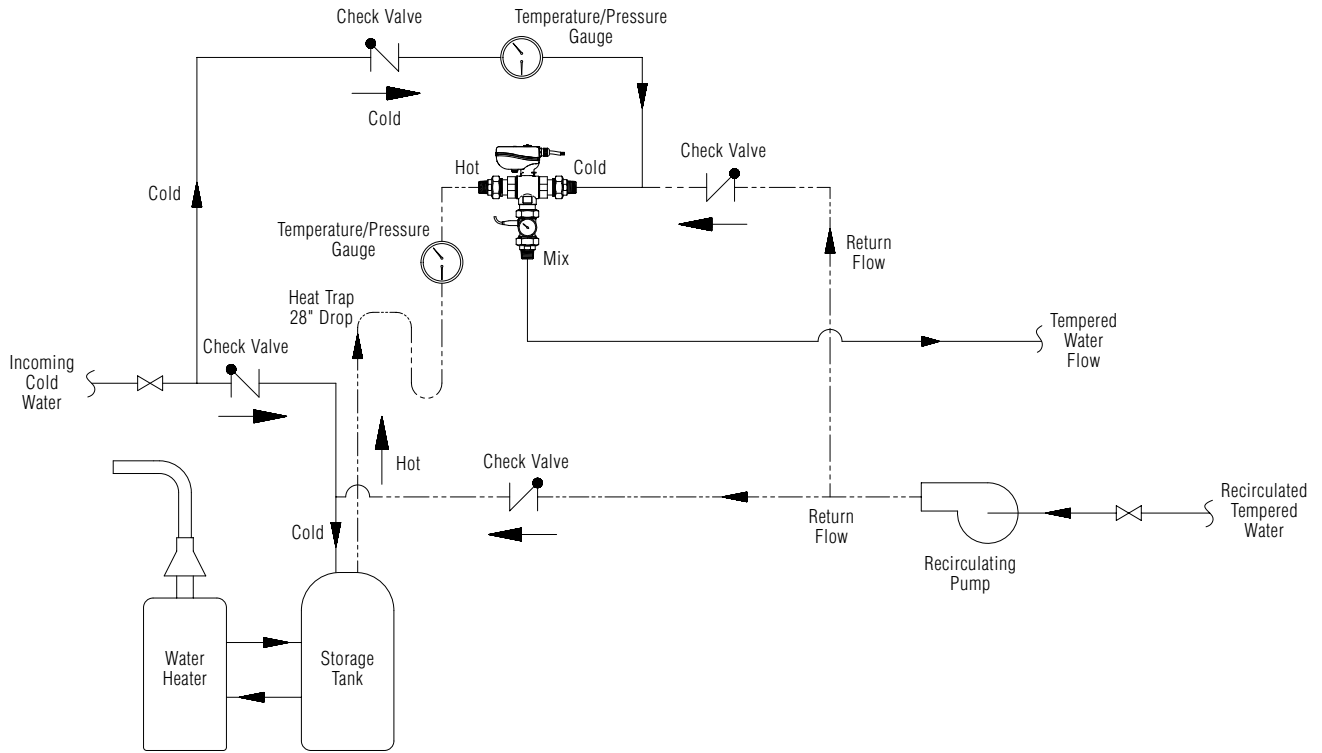 Check Valve
Temperature/Pressure
Gauge
Cold
Hot
Cold
Check Valve
Cold
Temperature/Pressure
Gauge
Mix
Return
Flow
Heat Trap
28" Drop
Tempered
Water
Flow
Check Valve
Incoming
Cold
Water
Hot
Check Valve
Cold
Return
Flow
Recirculated
Tempered
Water
Recirculating
Pump
Water
Heater
Storage
Tank